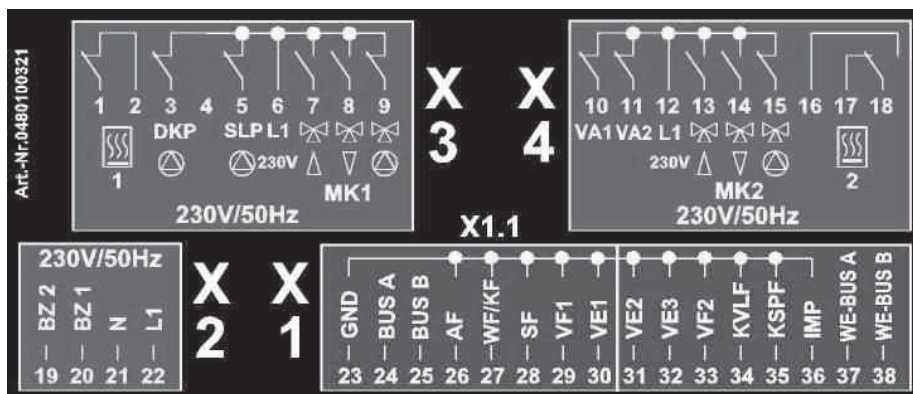 Art.-Nr.0480100321
1 2 3 4 5 6 7 8 9
DKP SLP L1
230V
1
MK1
230V/50Hz
X
3
X
4
10 11 12 13 14 15 16 17 18
VA1 VA2 L1
230V
2
MK2
230V/50Hz
X1.1
230V/50Hz
BZ 2
BZ 1
N
L1
19 20 21 22
X
2
X
1
GND
BUS A
BUS B
AF
WF/KF
SF
VF1
VE1
VE2
VE3
VF2
KVLF
KSPF
IMP
WE-BUS A
WE-BUS B
23 24 25 26 27 28 29 30 31 32 33 34 35 36 37 38